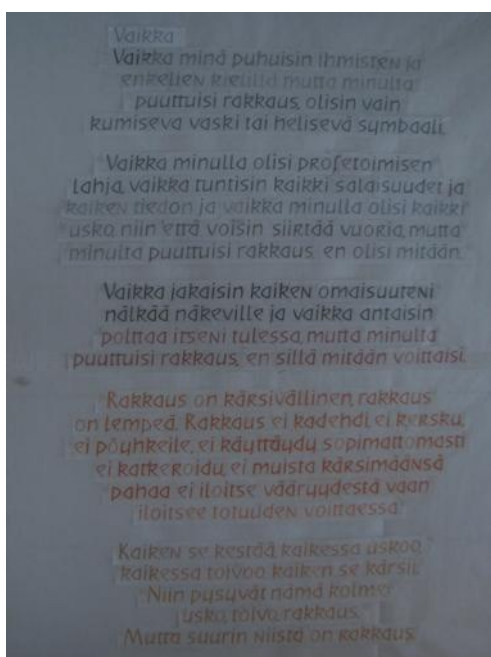 Vaikka
Vaikka minä puhuisin ihmisten ja
enkelien kielillä mutta minulta
puuttuisi rakkaus, olisin vain
kumiseva vaski tai helisevä symbaali.
Vaikka minulla olisi profetoimisen
lahja, vaikka tuntisin kaikki salaisuudet ja
kaiken tiedon ja vaikka minulla olisi kaikki
usko, niin että voisin siirtää vuoria, mutta
minulta puuttuisi rakkaus en olisi mitään.
Vaikka jakaisin kaiken omaisuuteni
nälkää näkeville ja vaikka antaisin
polttaa itseni tulessa, mutta minulta
puuttuisi rakkaus, en sillä mitään voittaisi.
Rakkaus on kärsivällinen, rakkaus
on lempeä. Rakkaus ei kadehdi, ei kersku,
ei pöyhkeile, ei käyttäydy sopimattomasti
ei katkeroidu, ei muista kärsimäänsä
pahaa ei iloitse vääryydestä vaan
iloitsee totuuden voittaessa.
Kaiken se kestää kaikessa uskoo,
kaikessa toivoo kaiken se kärsii.
Niin pysyvät nämä kolme:
usko, toivo, rakkaus.
Mutta suurin niistä on rakkaus.